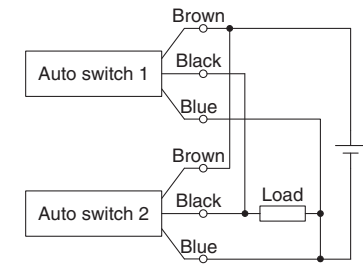 Brown
Auto switch 1
Black
Blue
Brown
Auto switch 2
Black
Load
Blue